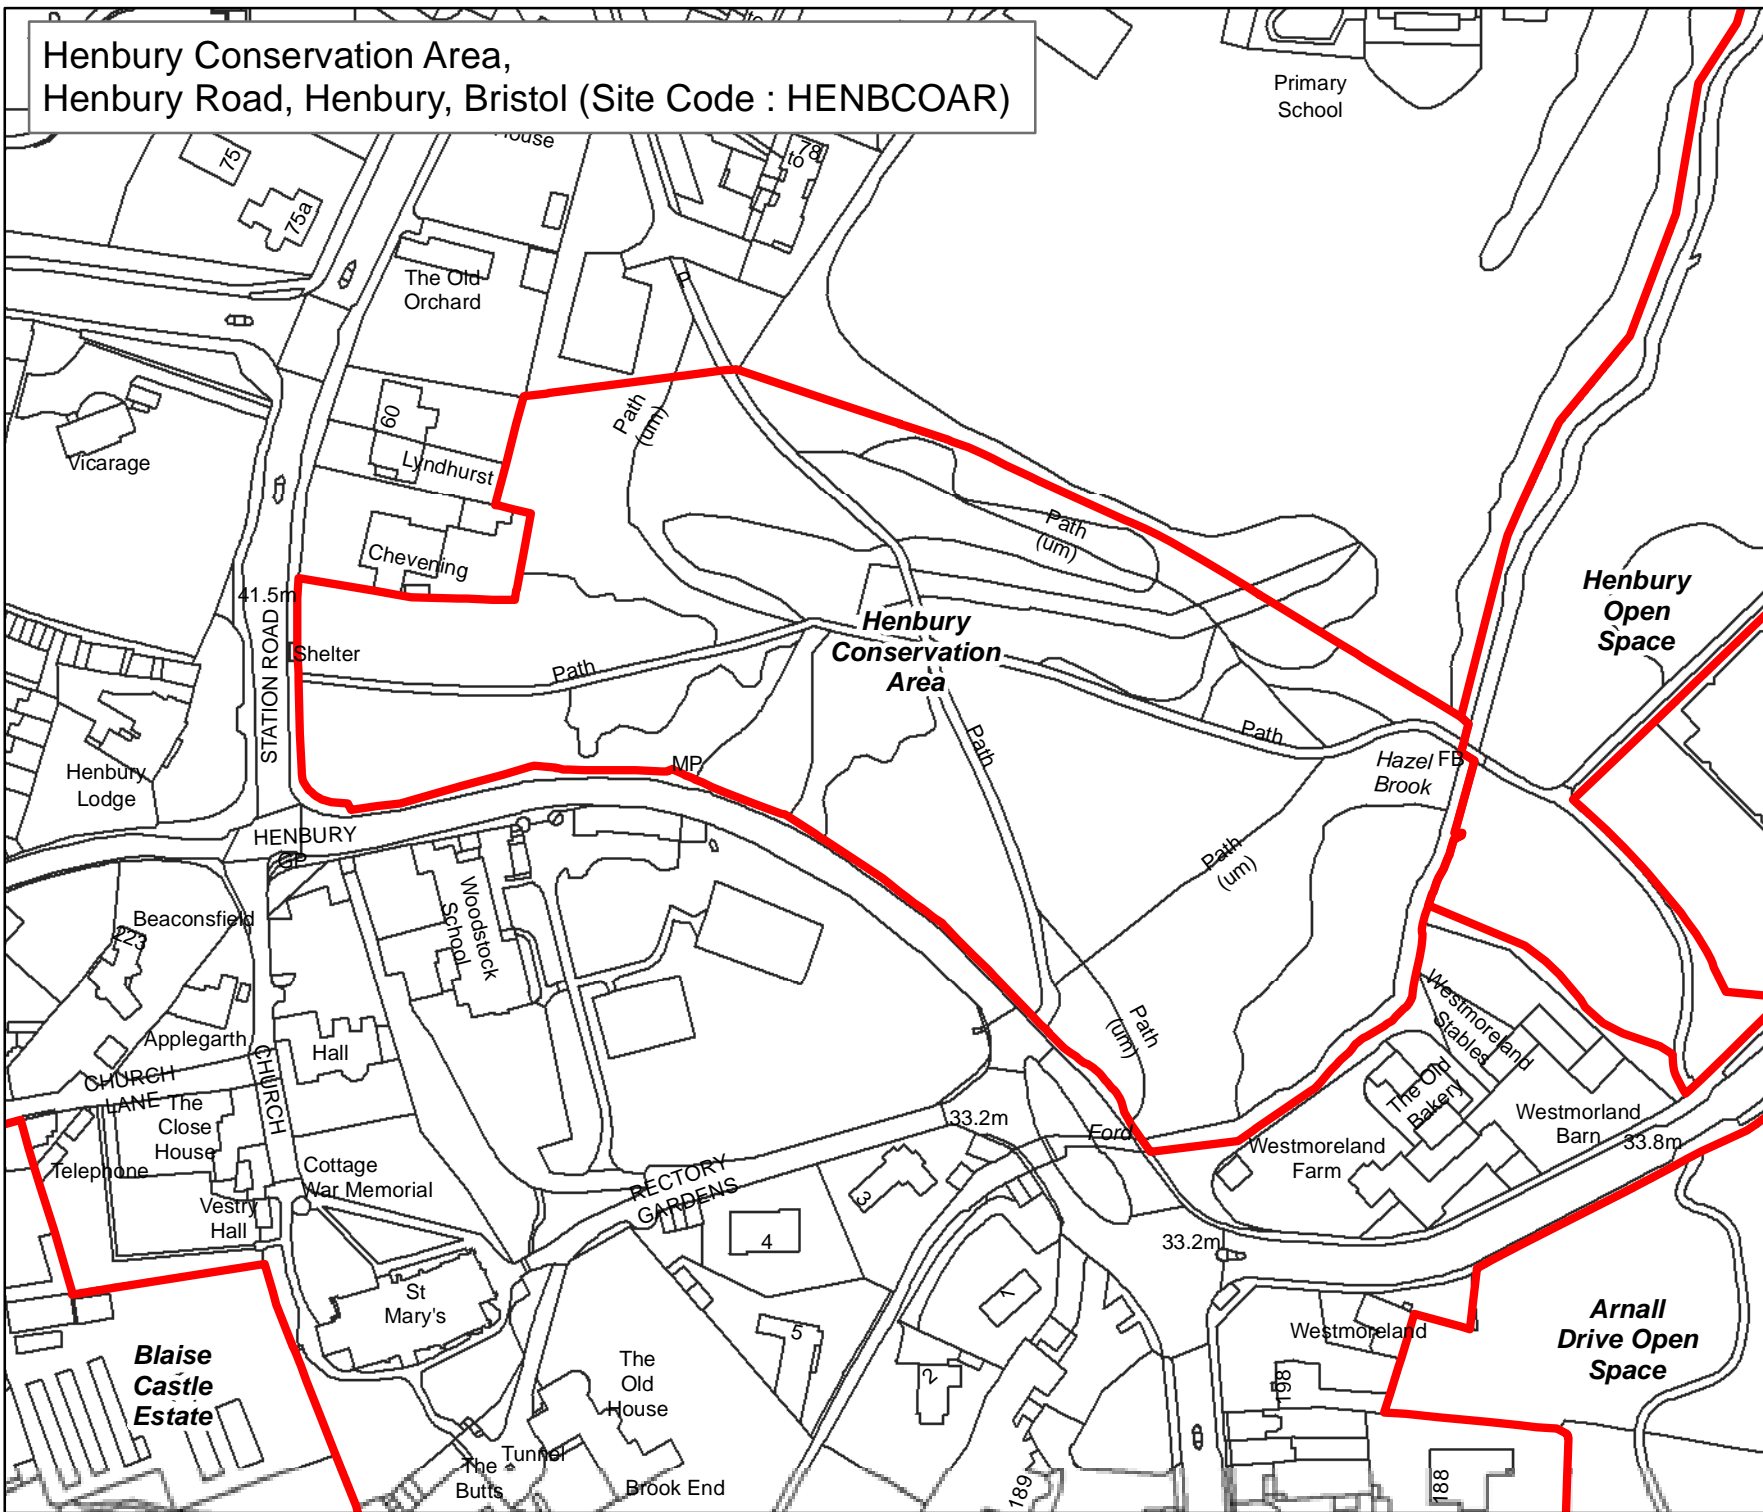 Henbury Conservation Area,
Henbury Road, Henbury, Bristol (Site Code : HENBCOAR)
to
Primary
School
House
75
to
78
75a
The Old
Orchard
P
60
Path
(um)
Vicarage
Lyndhurst
Path
(um)
Chevening
41.5m
Henbury
Open
Space
Henbury
Conservation
Area
STATION ROAD
Shelter
Path
Path
Path
Henbury
Lodge
MP
Hazel
Brook
FB
HENBURY
GP
Path
(um)
Woodstock
School
Beaconsfield
223
Westmoreland
Stables
Applegarth
Hall
Path
(um)
CHURCH
LANE
CHURCH
The
Close
House
The Old
Bakery
33.2m
Ford
Westmorland
Barn
33.8m
Westmoreland
Farm
Telephone
Cottage
War Memorial
RECTORY
GARDENS
3
Vestry
Hall
4
33.2m
St
Mary's
1
5
Westmoreland
Arnall
Drive Open
Space
Blaise
Castle
Estate
The
Old
House
2
198
Tunnel
The
Butts
Brook End
189
188